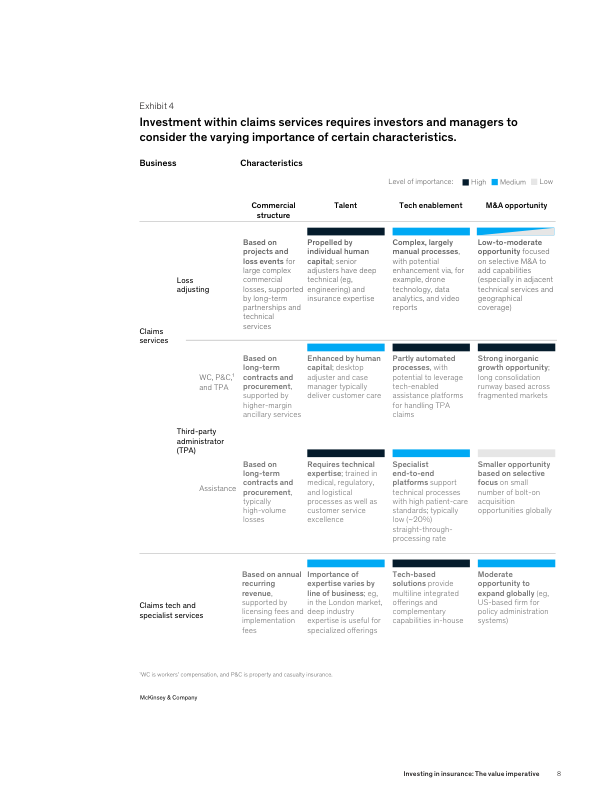 Exhibit 4
Investment within claims services requires investors and managers to
consider the varying importance of certain characteristics.
Business
Characteristics
Level of importance: High Medium Low
Commercial
structure
Talent
Tech enablement
M&A opportunity
Claims
services
Loss
adjusting
Based on
projects and
loss events for
large complex
commercial
losses, supported
by long-term
partnerships and
technical
services
Propelled by
individual human
capital; senior
adjusters have deep
technical (eg,
engineering) and
insurance expertise
Complex, largely
manual processes,
with potential
enhancement via, for
example, drone
technology, data
analytics, and video
reports
Low-to-moderate
opportunity focused
on selective M&A to
add capabilities
(especially in adjacent
technical services and
geographical
coverage)
Third-party
administrator
(TPA)
WC, P&C,¹
and TPA
Based on
long-term
contracts and
procurement,
supported by
higher-margin
ancillary services
Enhanced by human
capital; desktop
adjuster and case
manager typically
deliver customer care
Partly automated
processes, with
potential to leverage
tech-enabled
assistance platforms
for handling TPA
claims
Strong inorganic
growth opportunity;
long consolidation
runway based across
fragmented markets
Assistance
Based on
long-term
contracts and
procurement,
typically
high-volume
losses
Requires technical
expertise; trained in
medical, regulatory,
and logistical
processes as well as
customer service
excellence
Specialist
end-to-end
platforms support
technical processes
with high patient-care
standards; typically
low (~20%)
straight-through-
processing rate
Smaller opportunity
based on selective
focus on small
number of bolt-on
acquisition
opportunities globally
Claims tech and
specialist services
Based on annual
recurring
revenue,
supported by
licensing fees and
implementation
fees
Importance of
expertise varies by
line of business; eg,
in the London market,
deep industry
expertise is useful for
specialized offerings
Tech-based
solutions provide
multiline integrated
offerings and
complementary
capabilities in-house
Moderate
opportunity to
expand globally (eg,
US-based firm for
policy administration
systems)
¹WC is workers' compensation, and P&C is property and casualty insurance.
McKinsey & Company
Investing in insurance: The value imperative 8